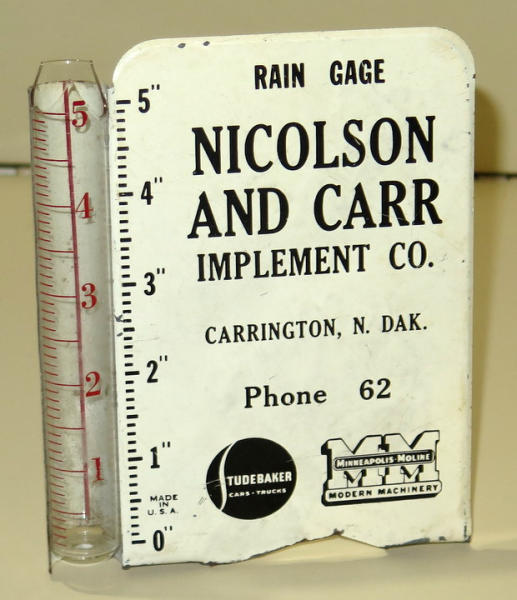 RAIN GAGE
NICOLSON
AND CARR
IMPLEMENT CO.
CARRINGTON, N. DAK.
Phone 62
5"
4"
3"
2"
1"
0"
5
4
3
2
1
MADE
IN
U.S.A.
STUDEBAKER
CARS - TRUCKS
MM
MINNEAPOLIS-MOLINE
MODERN MACHINERY